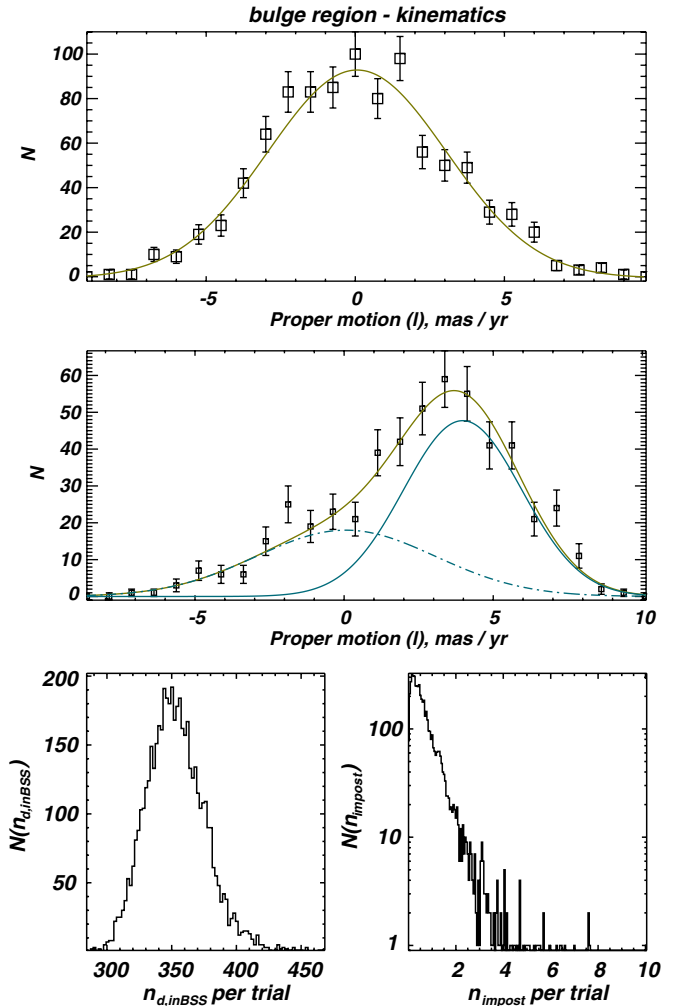 bulge region - kinematics
100
80
60
40
20
0
N
-5 0 5
Proper motion (l), mas / yr
60
50
40
30
20
10
0
N
-5 0 5 10
Proper motion (l), mas / yr
200
150
100
50
N(n_d,inBSS)
300 350 400 450
n_d,inBSS per trial
100
10
1
N(n_impost)
2 4 6 8 10
n_impost per trial